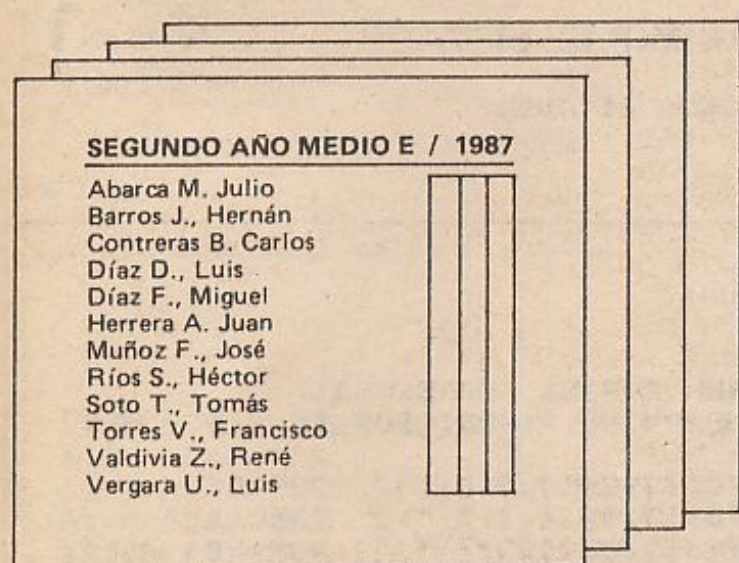 SEGUNDO AÑO MEDIO E / 1987
Abarca M. Julio
Barros J., Hernán
Contreras B. Carlos
Díaz D., Luis
Díaz F., Miguel
Herrera A. Juan
Muñoz F., José
Ríos S., Héctor
Soto T., Tomás
Torres V., Francisco
Valdivia Z., René
Vergara U., Luis